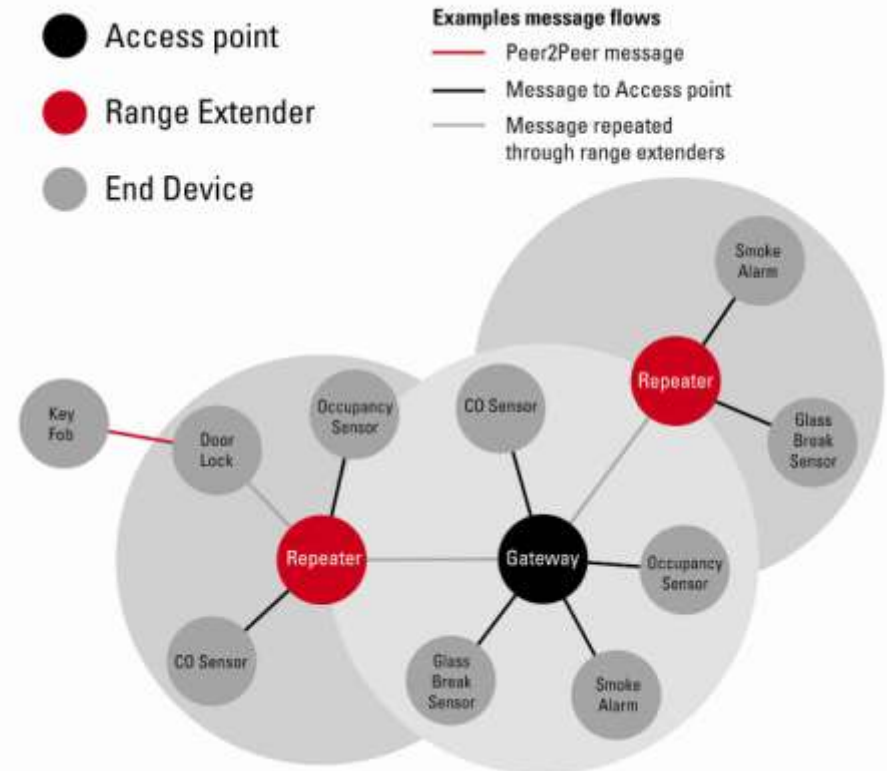 Access point
Range Extender
End Device
Examples message flows
Peer2Peer message
Message to Access point
Message repeated
through range extenders
Smoke
Alarm
Repeater
Glass
Break
Sensor
Key
Fob
Door
Lock
Occupancy
Sensor
CO Sensor
Repeater
Gateway
Occupancy
Sensor
CO Sensor
Glass
Break
Sensor
Smoke
Alarm